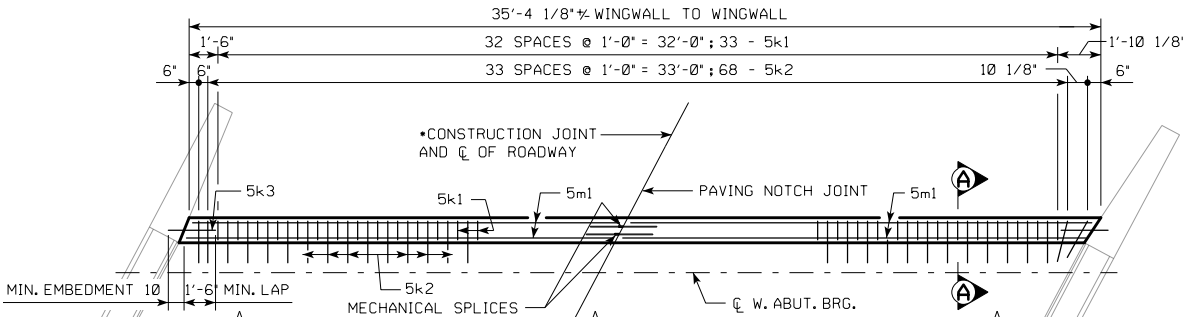 35'-4 1/8"± WINGWALL TO WINGWALL
1'-6" 32 SPACES @ 1'-0" = 32'-0"; 33 - 5k1 1'-10 1/8"
6" 6" 33 SPACES @ 1'-0" = 33'-0"; 68 - 5k2 10 1/8" 6"
*CONSTRUCTION JOINT
AND ℄ OF ROADWAY
A
5k3 5k1 5m1 PAVING NOTCH JOINT 5m1
MIN. EMBEDMENT 10 1'-6" MIN. LAP 5k2
MECHANICAL SPLICES ℄ W. ABUT. BRG. A